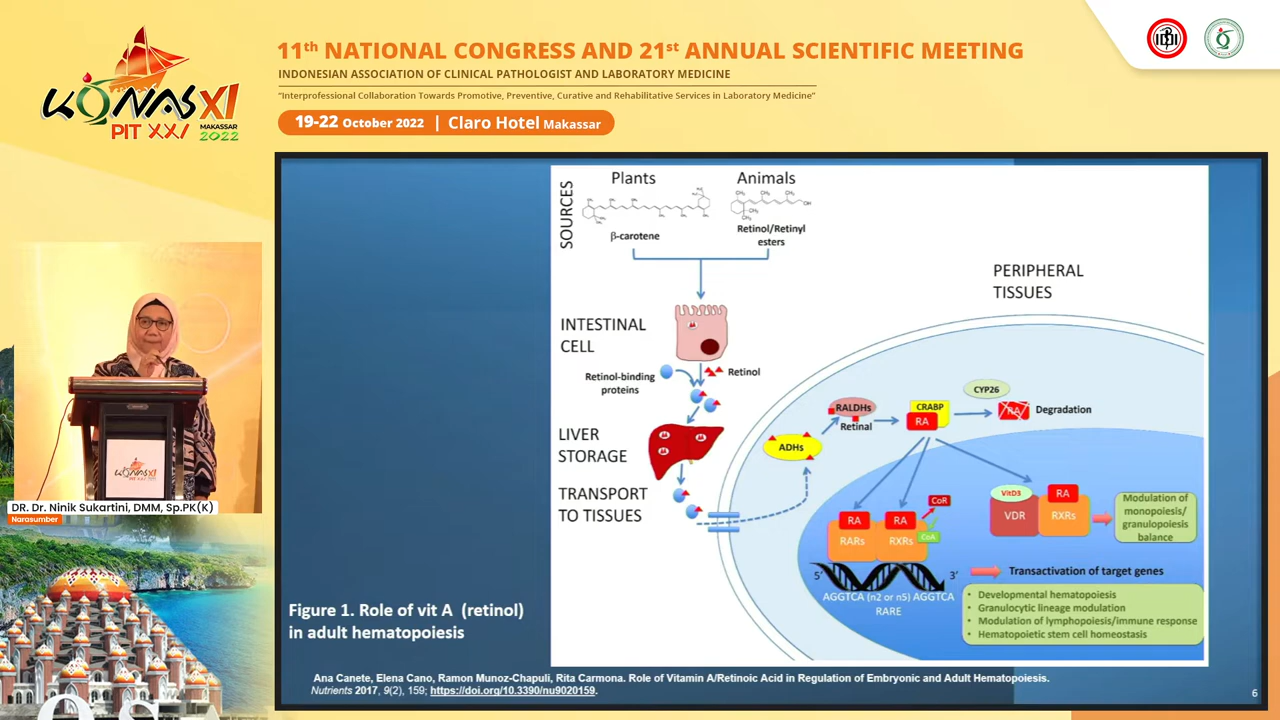 11th NATIONAL CONGRESS AND 21st ANNUAL SCIENTIFIC MEETING
INDONESIAN ASSOCIATION OF CLINICAL PATHOLOGIST AND LABORATORY MEDICINE
"Interprofessional Collaboration Towards Promotive, Preventive, Curative and Rehabilitative Services in Laboratory Medicine"
19-22 October 2022 | Claro Hotel Makassar
KONAS XI
PIT XXI
MAKASSAR
2022
IDI
SOURCES
Plants
Animals
β-carotene
Retinol/Retinyl
esters
INTESTINAL
CELL
Retinol-binding
proteins
Retinol
LIVER
STORAGE
TRANSPORT
TO TISSUES
PERIPHERAL
TISSUES
ADHs
RALDHs
Retinal
CRABP
RA
CYP26
RA
Degradation
RA
RA
CoR
CoA
RARs
RXRs
VitD3
RA
VDR
RXRs
Modulation of
monopoiesis/
granulopoiesis
balance
5'
3'
AGGTCA (n2 or n5) AGGTCA
RARE
Transactivation of target genes
• Developmental hematopoiesis
• Granulocytic lineage modulation
• Modulation of lymphopoiesis/immune response
• Hematopoietic stem cell homeostasis
Figure 1. Role of vit A (retinol)
in adult hematopoiesis
Ana Canete, Elena Cano, Ramon Munoz-Chapuli, Rita Carmona. Role of Vitamin A/Retinoic Acid in Regulation of Embryonic and Adult Hematopoiesis.
Nutrients 2017, 9(2), 159; https://doi.org/10.3390/nu9020159.
6
KONAS XI
DR. Dr. Ninik Sukartini, DMM, Sp.PK(K)
Narasumber